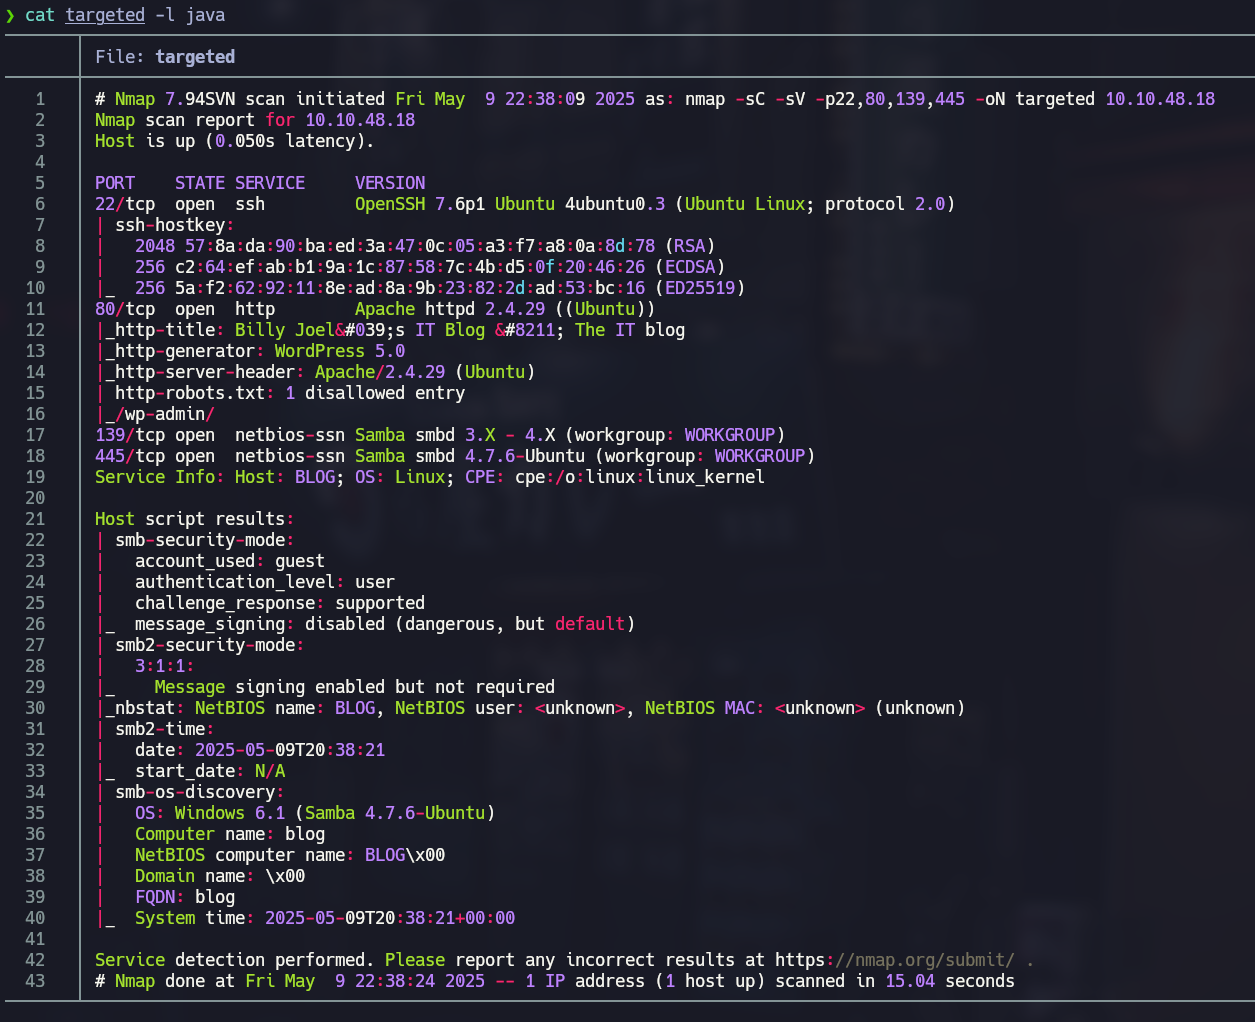 ❯ cat targeted -l java
File: targeted
1 # Nmap 7.94SVN scan initiated Fri May  9 22:38:09 2025 as: nmap -sC -sV -p22,80,139,445 -oN targeted 10.10.48.18
2 Nmap scan report for 10.10.48.18
3 Host is up (0.050s latency).
4
5 PORT    STATE SERVICE     VERSION
6 22/tcp  open  ssh         OpenSSH 7.6p1 Ubuntu 4ubuntu0.3 (Ubuntu Linux; protocol 2.0)
7 | ssh-hostkey:
8 |   2048 57:8a:da:90:ba:ed:3a:47:0c:05:a3:f7:a8:0a:8d:78 (RSA)
9 |   256 c2:64:ef:ab:b1:9a:1c:87:58:7c:4b:d5:0f:20:46:26 (ECDSA)
10 |_  256 5a:f2:62:92:11:8e:ad:8a:9b:23:82:2d:ad:53:bc:16 (ED25519)
11 80/tcp  open  http        Apache httpd 2.4.29 ((Ubuntu))
12 |_http-title: Billy Joel&#039;s IT Blog &#8211; The IT blog
13 |_http-generator: WordPress 5.0
14 |_http-server-header: Apache/2.4.29 (Ubuntu)
15 | http-robots.txt: 1 disallowed entry
16 |_/wp-admin/
17 139/tcp open  netbios-ssn Samba smbd 3.X - 4.X (workgroup: WORKGROUP)
18 445/tcp open  netbios-ssn Samba smbd 4.7.6-Ubuntu (workgroup: WORKGROUP)
19 Service Info: Host: BLOG; OS: Linux; CPE: cpe:/o:linux:linux_kernel
20
21 Host script results:
22 | smb-security-mode:
23 |   account_used: guest
24 |   authentication_level: user
25 |   challenge_response: supported
26 |_  message_signing: disabled (dangerous, but default)
27 | smb2-security-mode:
28 |   3:1:1:
29 |_    Message signing enabled but not required
30 |_nbstat: NetBIOS name: BLOG, NetBIOS user: <unknown>, NetBIOS MAC: <unknown> (unknown)
31 | smb2-time:
32 |   date: 2025-05-09T20:38:21
33 |_  start_date: N/A
34 | smb-os-discovery:
35 |   OS: Windows 6.1 (Samba 4.7.6-Ubuntu)
36 |   Computer name: blog
37 |   NetBIOS computer name: BLOG\x00
38 |   Domain name: \x00
39 |   FQDN: blog
40 |_  System time: 2025-05-09T20:38:21+00:00
41
42 Service detection performed. Please report any incorrect results at https://nmap.org/submit/ .
43 # Nmap done at Fri May  9 22:38:24 2025 -- 1 IP address (1 host up) scanned in 15.04 seconds